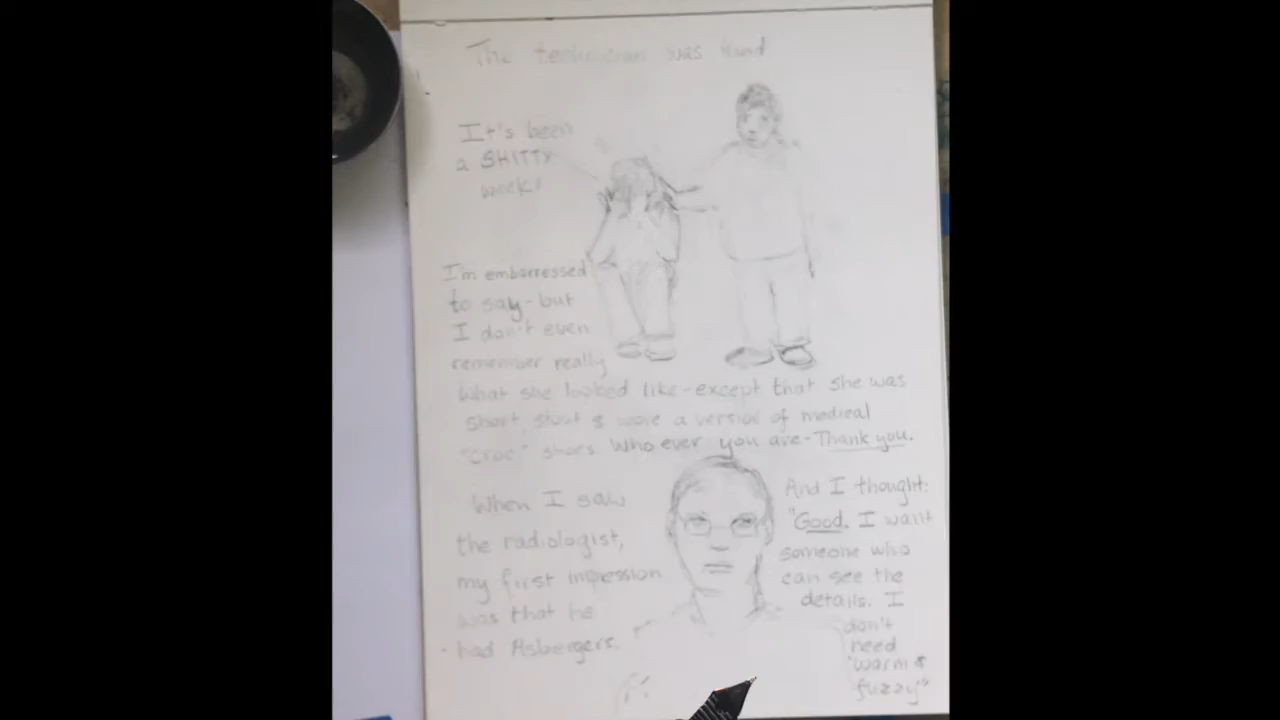 The technician was kind
It's been
a SHITTY
week!
I'm embarressed
to say - but
I don't even
remember really
what she looked like - except that she was
short, stout & wore a version of medical
"croc" shoes. Who ever you are - Thank you.
When I saw
the radiologist,
my first impession
was that he
had Asbergers.
And I thought:
"Good. I want
someone who
can see the
details. I
don't
need
"warm &
fuzzy"